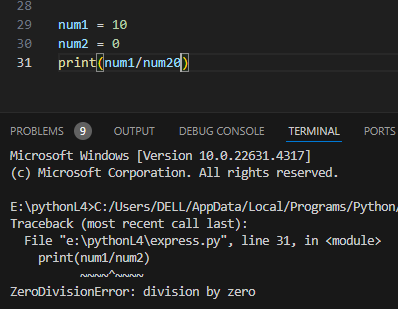 28
29 num1 = 10
30 num2 = 0
31 print(num1/num20)
PROBLEMS 9 OUTPUT DEBUG CONSOLE TERMINAL PORTS
Microsoft Windows [Version 10.0.22631.4317]
(c) Microsoft Corporation. All rights reserved.
E:\pythonL4>C:/Users/DELL/AppData/Local/Programs/Python/
Traceback (most recent call last):
  File "e:\pythonL4\express.py", line 31, in <module>
    print(num1/num2)
          ~~~~^~~~~
ZeroDivisionError: division by zero